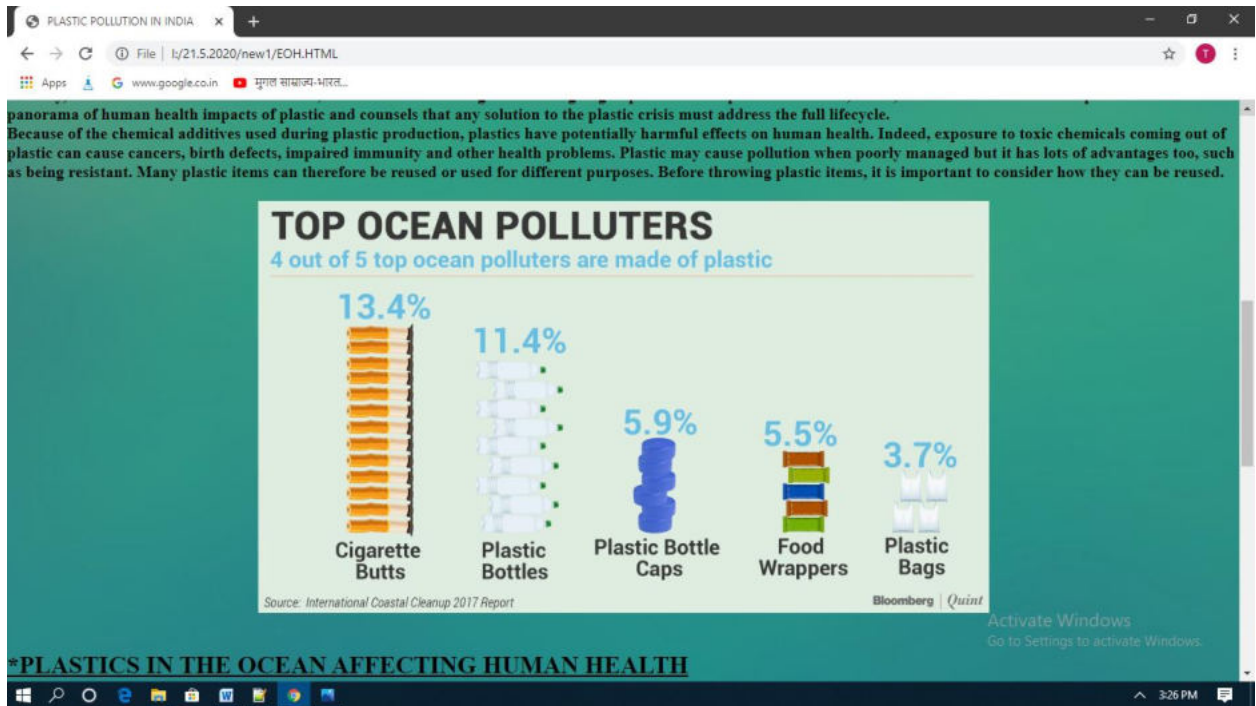 PLASTIC POLLUTION IN INDIA
File | I:/21.5.2020/new1/EOH.HTML
T
Apps
www.google.co.in
मुगल साम्राज्य-भारत...
panorama of human health impacts of plastic and counsels that any solution to the plastic crisis must address the full lifecycle.
Because of the chemical additives used during plastic production, plastics have potentially harmful effects on human health. Indeed, exposure to toxic chemicals coming out of
plastic can cause cancers, birth defects, impaired immunity and other health problems. Plastic may cause pollution when poorly managed but it has lots of advantages too, such
as being resistant. Many plastic items can therefore be reused or used for different purposes. Before throwing plastic items, it is important to consider how they can be reused.
TOP OCEAN POLLUTERS
4 out of 5 top ocean polluters are made of plastic
13.4%
11.4%
5.9%
5.5%
3.7%
Cigarette
Butts
Plastic
Bottles
Plastic Bottle
Caps
Food
Wrappers
Plastic
Bags
Source: International Coastal Cleanup 2017 Report
Bloomberg | Quint
Activate Windows
Go to Settings to activate Windows.
*PLASTICS IN THE OCEAN AFFECTING HUMAN HEALTH
3:26 PM